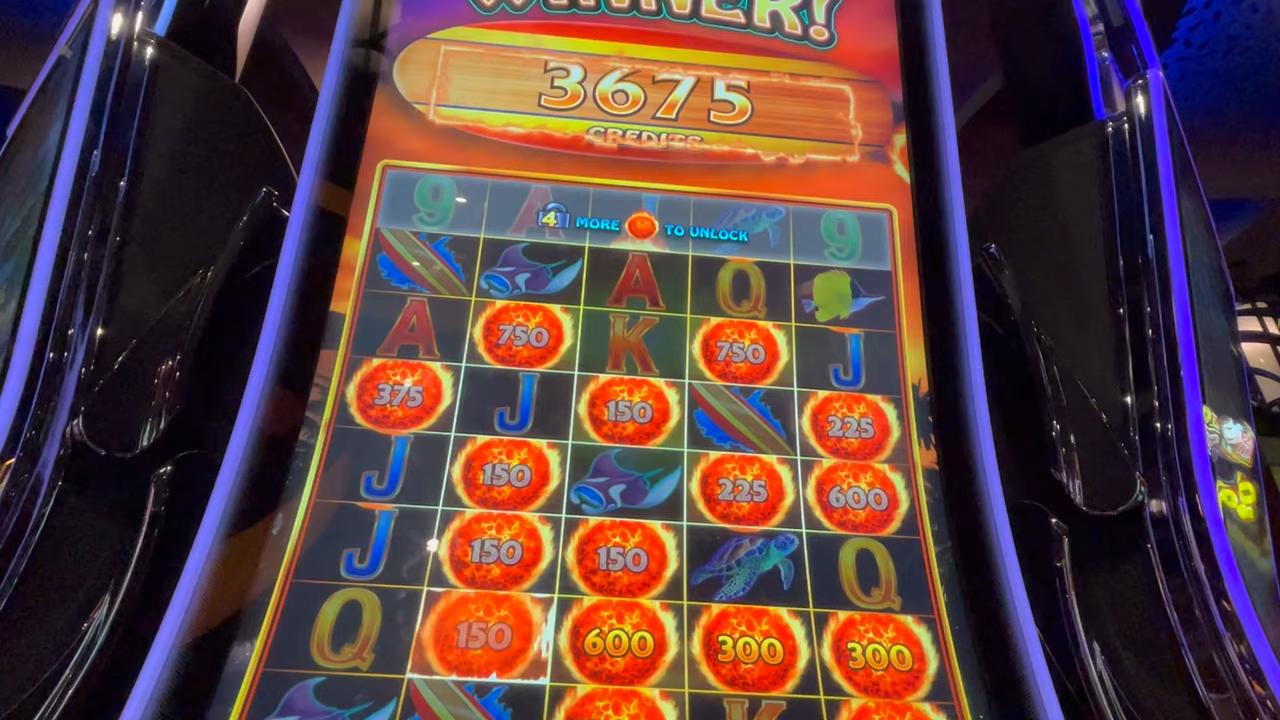 WINNER!
3675
CREDITS
9 A J 9
4 MORE TO UNLOCK
A Q
A 750 K 750 J
375 J 150 225
J 150 225 600
J 150 150 Q
Q 150 600 300 300
K